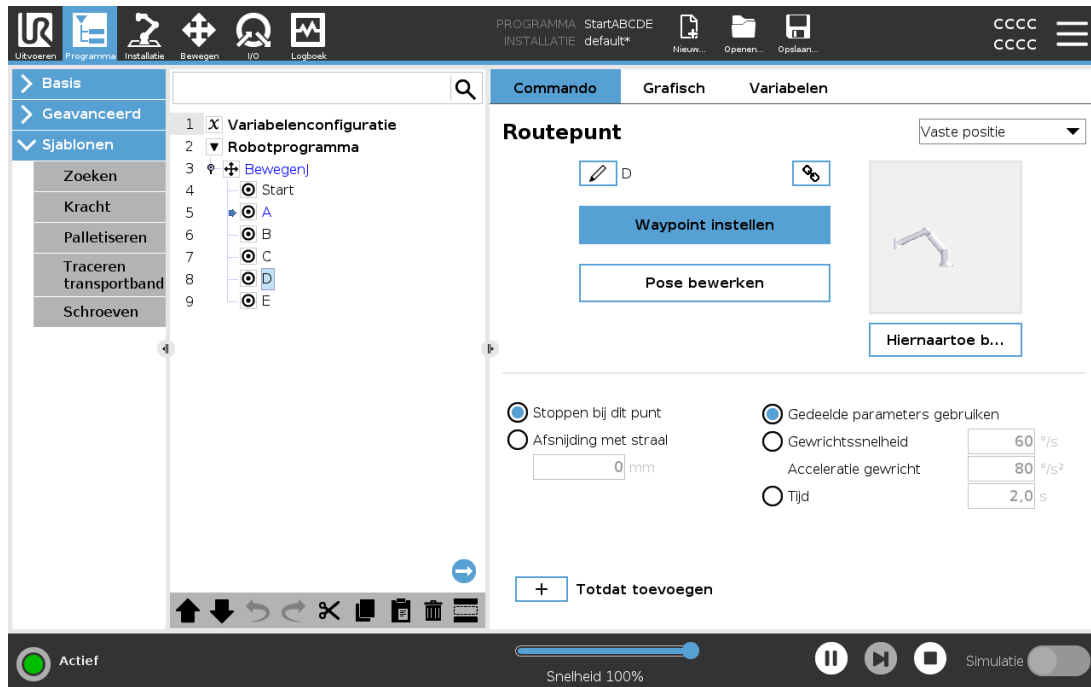 PROGRAMMA StartABCDE
INSTALLATIE default*
Uitvoeren Programma Installatie Bewegen I/O Logboek
Nieuw... Openen... Opslaan...
CCCC
CCCC
Basis
Geavanceerd
Sjablonen
Zoeken
Kracht
Palletiseren
Traceren
transportband
Schroeven
1 X Variabelenconfiguratie
2 Robotprogramma
3 BewegenJ
4 Start
5 A
6 B
7 C
8 D
9 E
Commando Grafisch Variabelen
Routepunt
Vaste positie
D
Waypoint instellen
Pose bewerken
Hiernaartoe b...
Stoppen bij dit punt
Afsnijding met straal
0 mm
Gedeelde parameters gebruiken
Gewrichtssnelheid 60 °/s
Acceleratie gewricht 80 °/s²
Tijd 2,0 s
+ Totdat toevoegen
Actief
Snelheid 100%
Simulatie